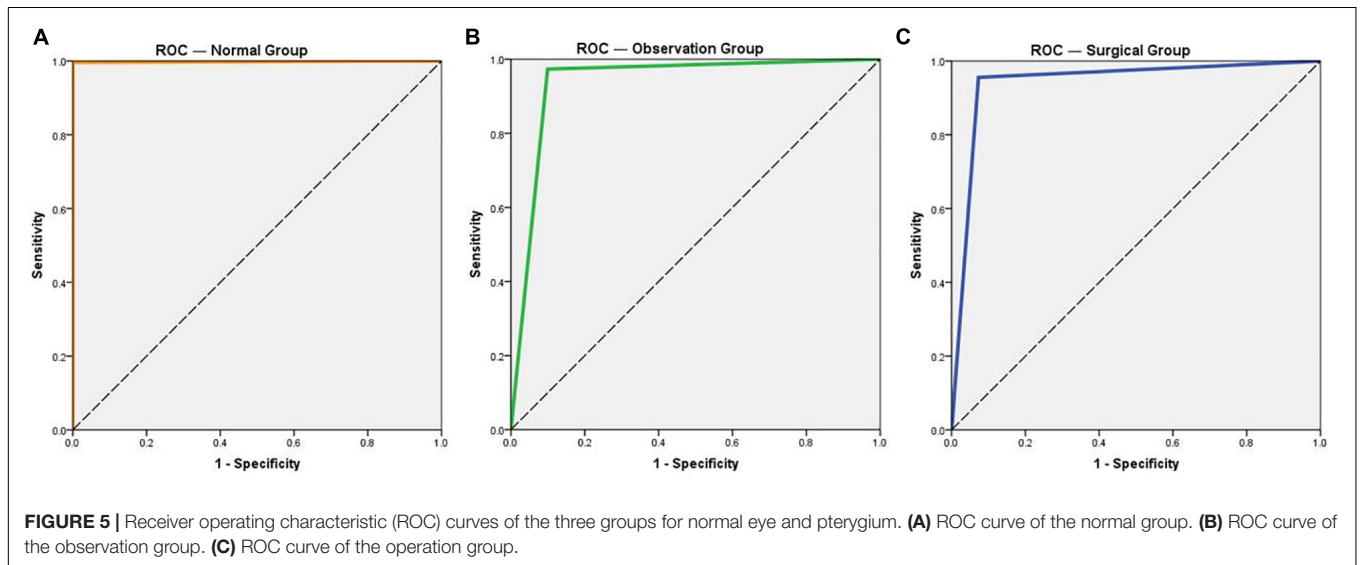 A
ROC — Normal Group
1.0
0.8
0.6
0.4
0.2
0.0
Sensitivity
0.0 0.2 0.4 0.6 0.8 1.0
1 - Specificity
B
ROC — Observation Group
1.0
0.8
0.6
0.4
0.2
0.0
Sensitivity
0.0 0.2 0.4 0.6 0.8 1.0
1 - Specificity
C
ROC — Surgical Group
1.0
0.8
0.6
0.4
0.2
0.0
Sensitivity
0.0 0.2 0.4 0.6 0.8 1.0
1 - Specificity
FIGURE 5 | Receiver operating characteristic (ROC) curves of the three groups for normal eye and pterygium. (A) ROC curve of the normal group. (B) ROC curve of
the observation group. (C) ROC curve of the operation group.